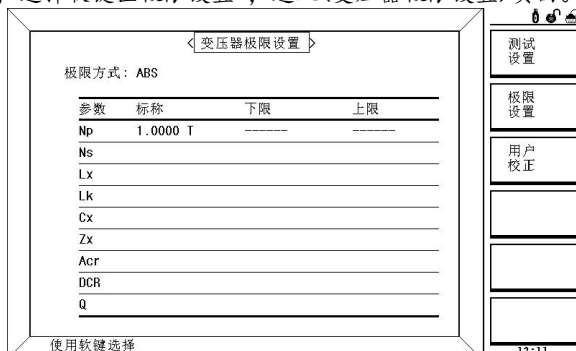 <变压器极限设置>
极限方式: ABS
参数 标称 下限 上限
Np 1.0000 T ------ ------
Ns
Lx
Lk
Cx
Zx
Acr
DCR
Q
使用软键选择
测试
设置
极限
设置
用户
校正